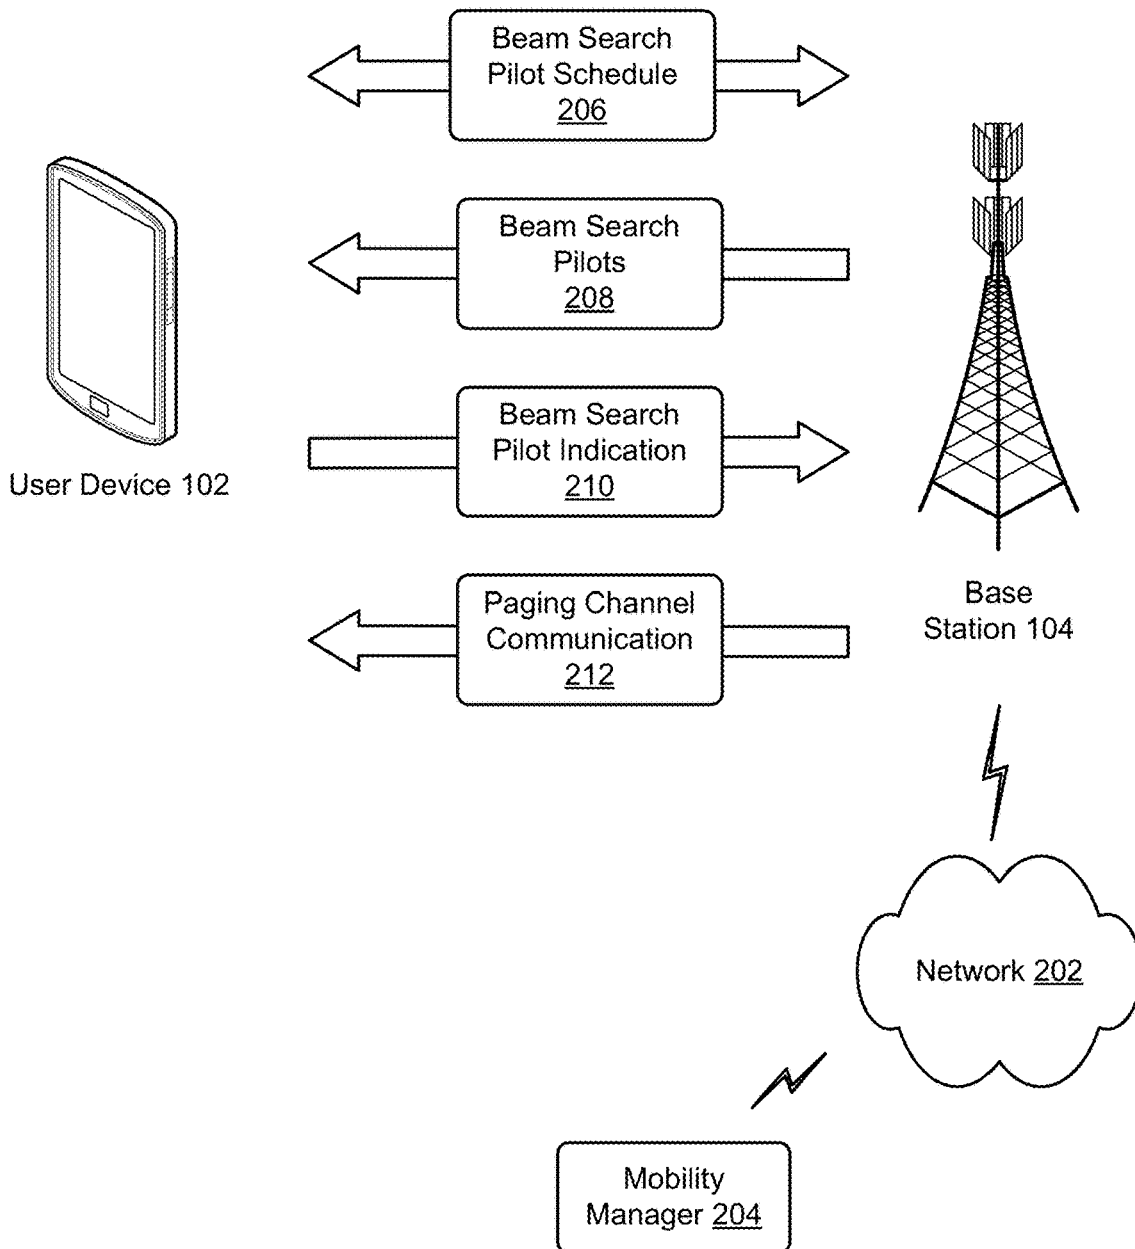 Beam Search
Pilot Schedule
206
Beam Search
Pilots
208
Beam Search
Pilot Indication
210
User Device 102
Paging Channel
Communication
212
Base
Station 104
Network 202
Mobility
Manager 204